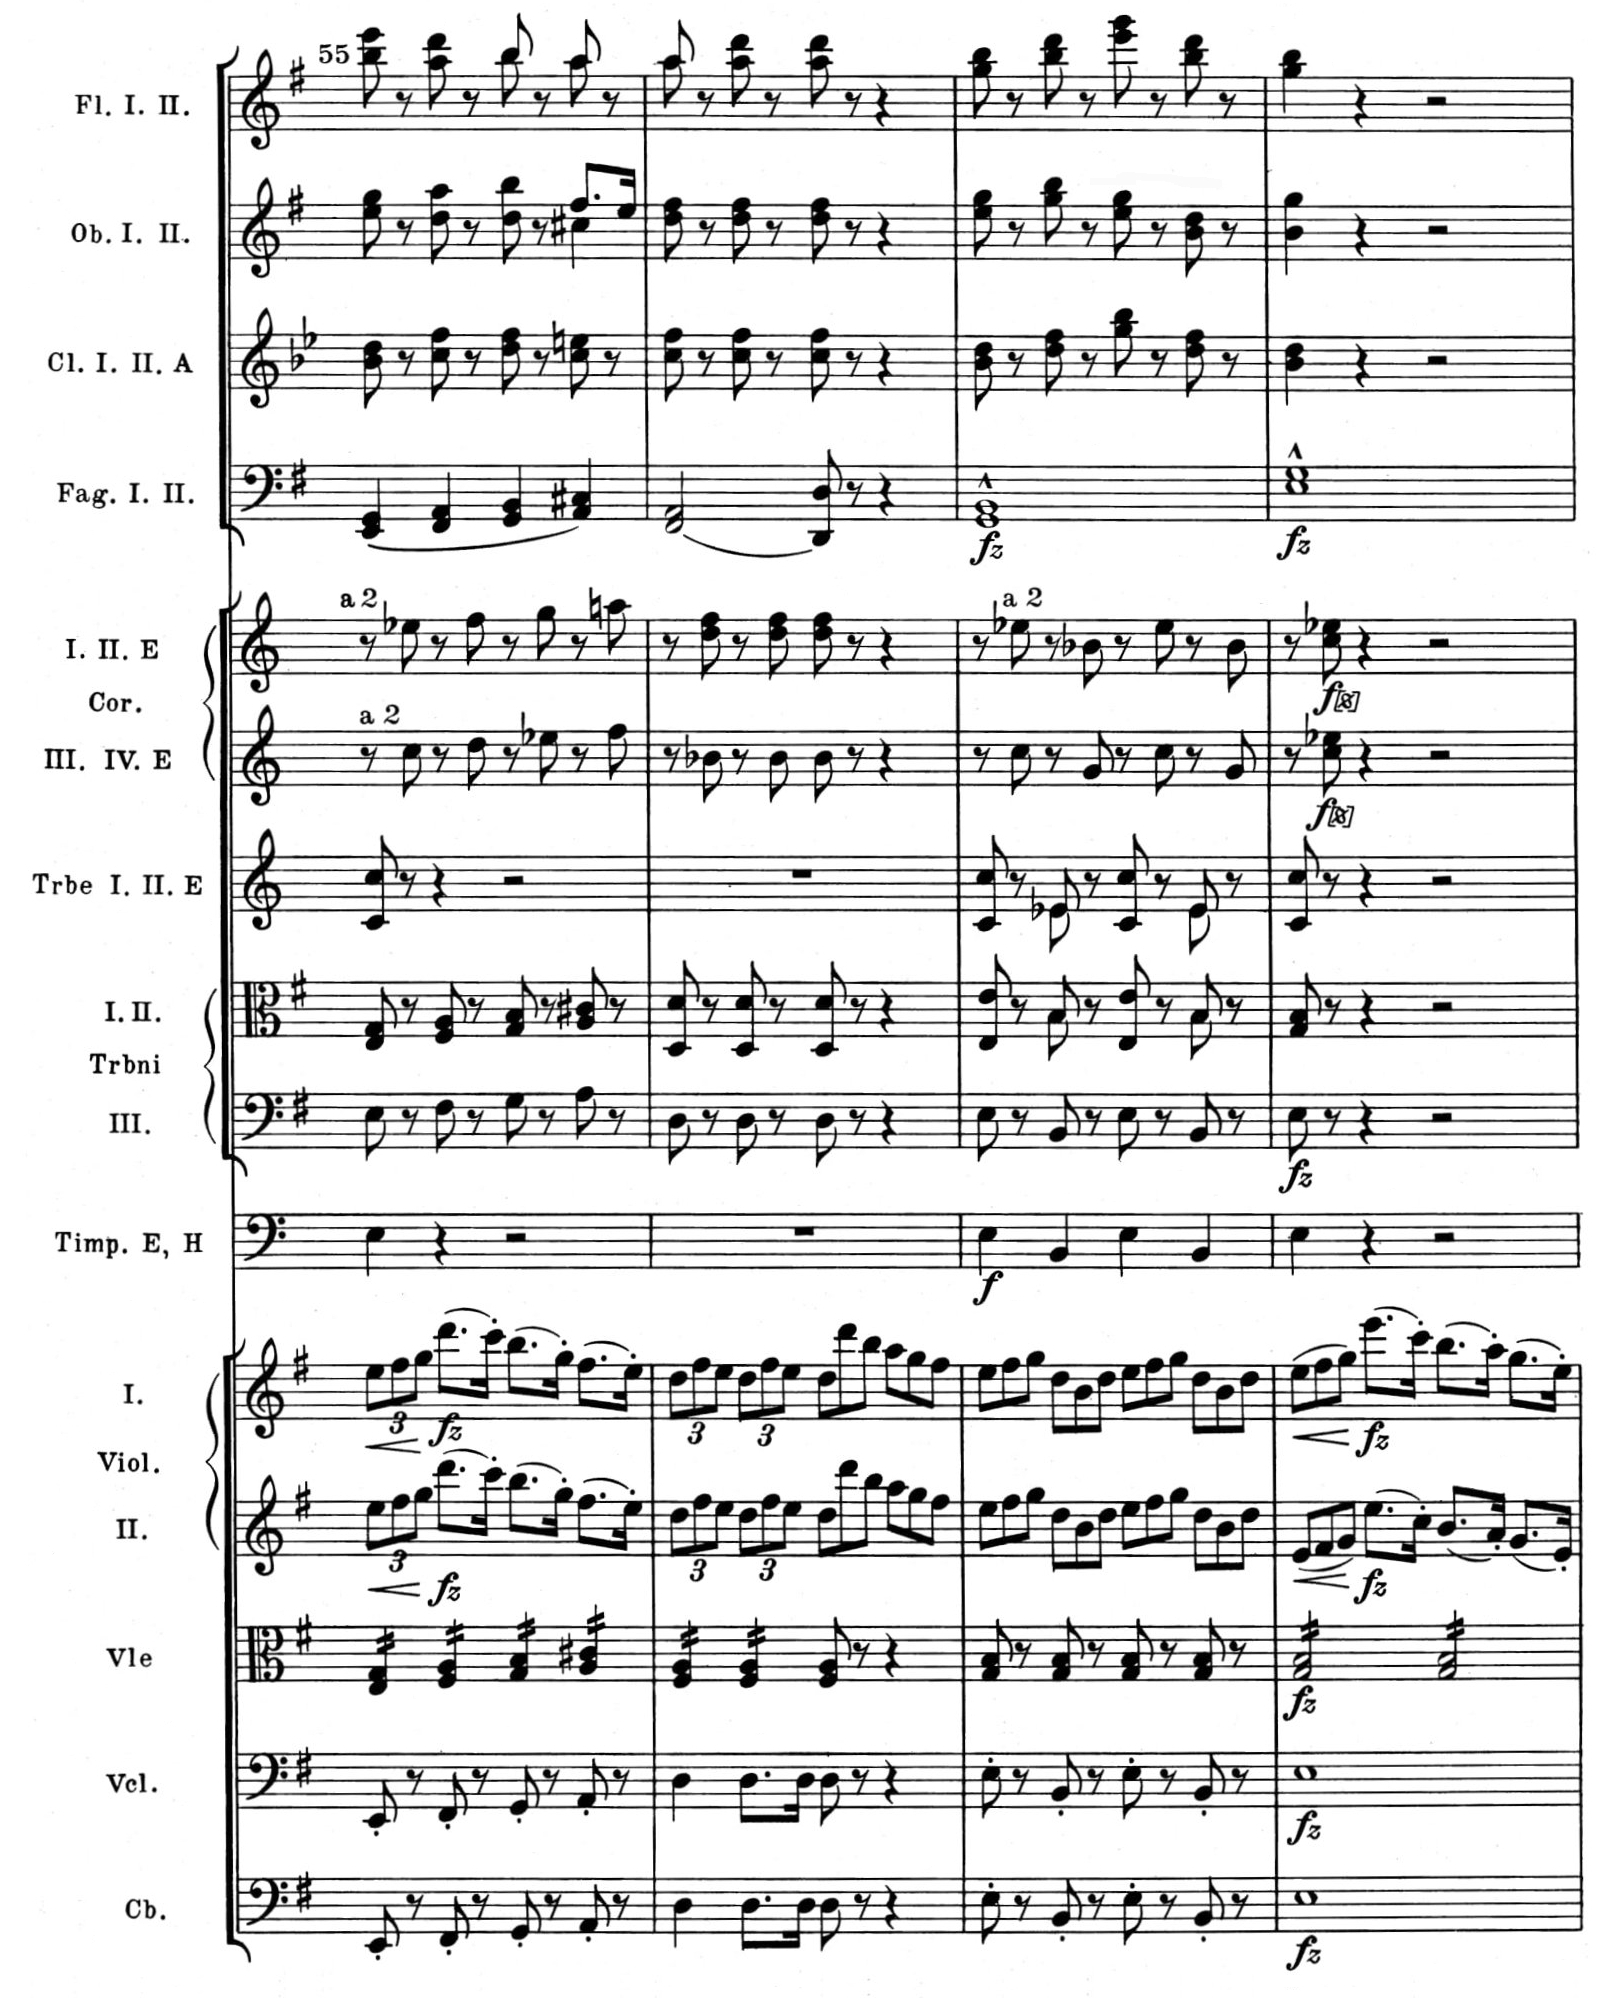 55
Fl. I. II.
Ob. I. II.
Cl. I. II. A
Fag. I. II.
fz
fz
a 2
a 2
I. II. E
Cor.
f[z]
a 2
III. IV. E
f[z]
Trbe I. II. E
I. II.
Trbni
III.
fz
Timp. E, H
f
I.
3
fz
3
3
fz
Viol.
II.
3
fz
3
3
fz
Vle
fz
Vcl.
fz
Cb.
fz